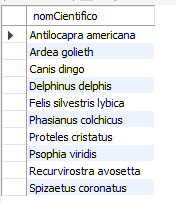 nomCientifico
Antilocapra americana
Ardea golieth
Canis dingo
Delphinus delphis
Felis silvestris lybica
Phasianus colchicus
Proteles cristatus
Psophia viridis
Recurvirostra avosetta
Spizaetus coronatus